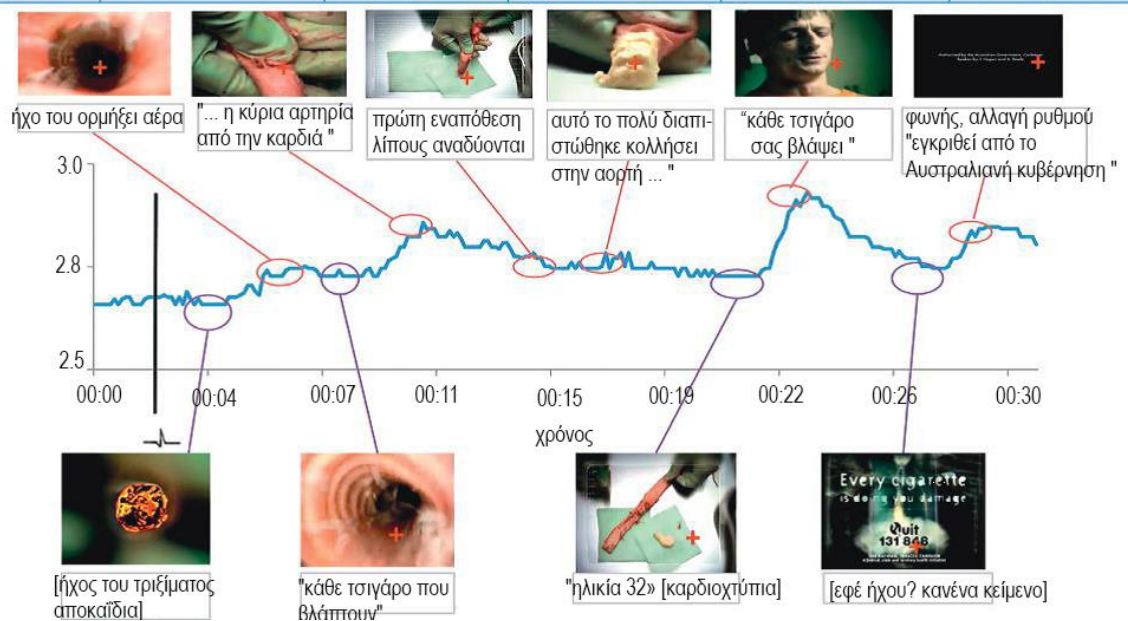 ήχο του ορμήξει αέρα
"... η κύρια αρτηρία
από την καρδιά "
πρώτη εναπόθεση
λίπους αναδύονται
αυτό το πολύ διαπι-
στώθηκε κολλήσει
στην αορτή ... "
“κάθε τσιγάρο
σας βλάψει "
φωνής, αλλαγή ρυθμού
"εγκριθεί από το
Αυστραλιανή κυβέρνηση "
3.0
2.8
2.5
00:00
00:04
00:07
00:11
00:15
00:19
00:22
00:26
00:30
χρόνος
Every cigarette
is doing you damage
Quit
131 848
[ήχος του τριξίματος
αποκαΐδια]
"κάθε τσιγάρο που
βλάπτουν"
"ηλικία 32» [καρδιοχτύπια]
[εφέ ήχου? κανένα κείμενο]